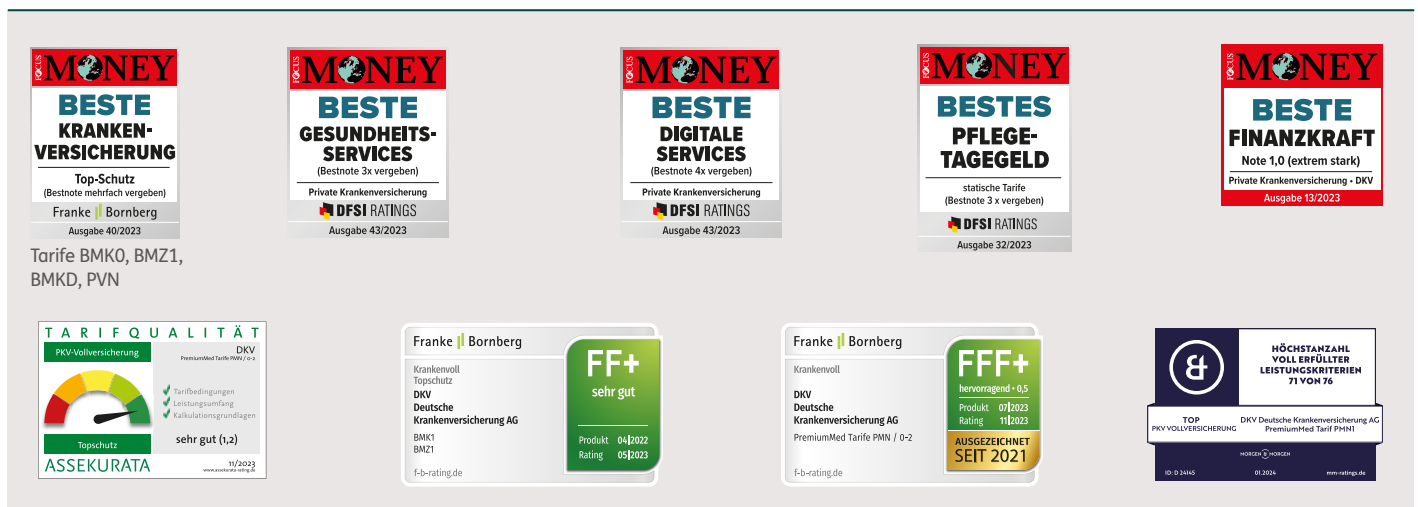 FOCUS
MONEY
BESTE
KRANKEN-
VERSICHERUNG
Top-Schutz
(Bestnote mehrfach vergeben)
Franke Bornberg
Ausgabe 40/2023
Tarife BMK0, BMZ1,
BMKD, PVN
FOCUS
MONEY
BESTE
GESUNDHEITS-
SERVICES
(Bestnote 3x vergeben)
Private Krankenversicherung
DFSI RATINGS
Ausgabe 43/2023
FOCUS
MONEY
BESTE
DIGITALE
SERVICES
(Bestnote 4x vergeben)
Private Krankenversicherung
DFSI RATINGS
Ausgabe 43/2023
FOCUS
MONEY
BESTES
PFLEGE-
TAGEGELD
statische Tarife
(Bestnote 3 x vergeben)
DFSI RATINGS
Ausgabe 32/2023
FOCUS
MONEY
BESTE
FINANZKRAFT
Note 1,0 (extrem stark)
Private Krankenversicherung • DKV
Ausgabe 13/2023
TARIFQUALITÄT
PKV-Vollversicherung
DKV
PremiumMed Tarife PMN / 0-2
Tarifbedingungen
Leistungsumfang
Kalkulationsgrundlagen
Topschutz
sehr gut (1,2)
ASSEKURATA
11/2023
www.assekurata-rating.de
Franke Bornberg
Krankenvoll
Topschutz
DKV
Deutsche
Krankenversicherung AG
BMK1
BMZ1
f-b-rating.de
FF+
sehr gut
Produkt 04|2022
Rating 05|2023
Franke Bornberg
Krankenvoll
DKV
Deutsche
Krankenversicherung AG
PremiumMed Tarife PMN / 0-2
f-b-rating.de
FFF+
hervorragend • 0,5
Produkt 07|2023
Rating 11|2023
AUSGEZEICHNET
SEIT 2021
HÖCHSTANZAHL
VOLL ERFÜLLTER
LEISTUNGSKRITERIEN
71 VON 76
TOP
PKV VOLLVERSICHERUNG
DKV Deutsche Krankenversicherung AG
PremiumMed Tarif PMN1
MORGEN & MORGEN
ID: D 24145
01.2024
mm-ratings.de